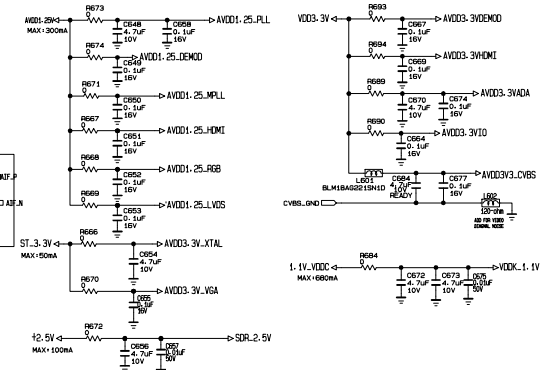 R673
0
AVDD1.25V
MAX:300mA
C648
4.7uF
10V
C658
0.1uF
16V
AVDD1.25_PLL
R674
0
AVDD1.25_DEMOD
C649
0.1uF
16V
R671
0
AVDD1.25_MPLL
C650
0.1uF
16V
R667
0
AVDD1.25_HDMI
C651
0.1uF
16V
R668
0
AVDD1.25_RGB
C652
0.1uF
16V
R669
0
AVDD1.25_LVDS
C653
0.1uF
16V
AIF_P
AIF_N
ST_3.3V
MAX:50mA
R666
0
AVDD3.3V_XTAL
C654
4.7uF
10V
R670
0
AVDD3.3V_VGA
C655
0.1uF
16V
+2.5V
MAX:100mA
R672
0
SDR_2.5V
C656
4.7uF
10V
C657
0.01uF
50V
VDD3.3V
R693
0
AVDD3.3VDEMOD
C667
0.1uF
16V
R694
0
AVDD3.3VHDMI
C669
0.1uF
16V
R689
0
AVDD3.3VADA
C670
4.7uF
10V
C674
0.1uF
16V
R690
0
AVDD3.3VIO
C664
0.1uF
16V
L601
BLM18AG221SN1D
C684
4.7uF
10V
READY
C677
0.1uF
16V
AVDD3V3_CVBS
CVBS_GND
L602
120-ohm
ADD FOR VIDEO
SIGNAL NOISE
1.1V_VDDC
MAX:680mA
R684
0
VDDK_1.1V
C672
4.7uF
10V
C673
4.7uF
10V
C675
0.01uF
50V